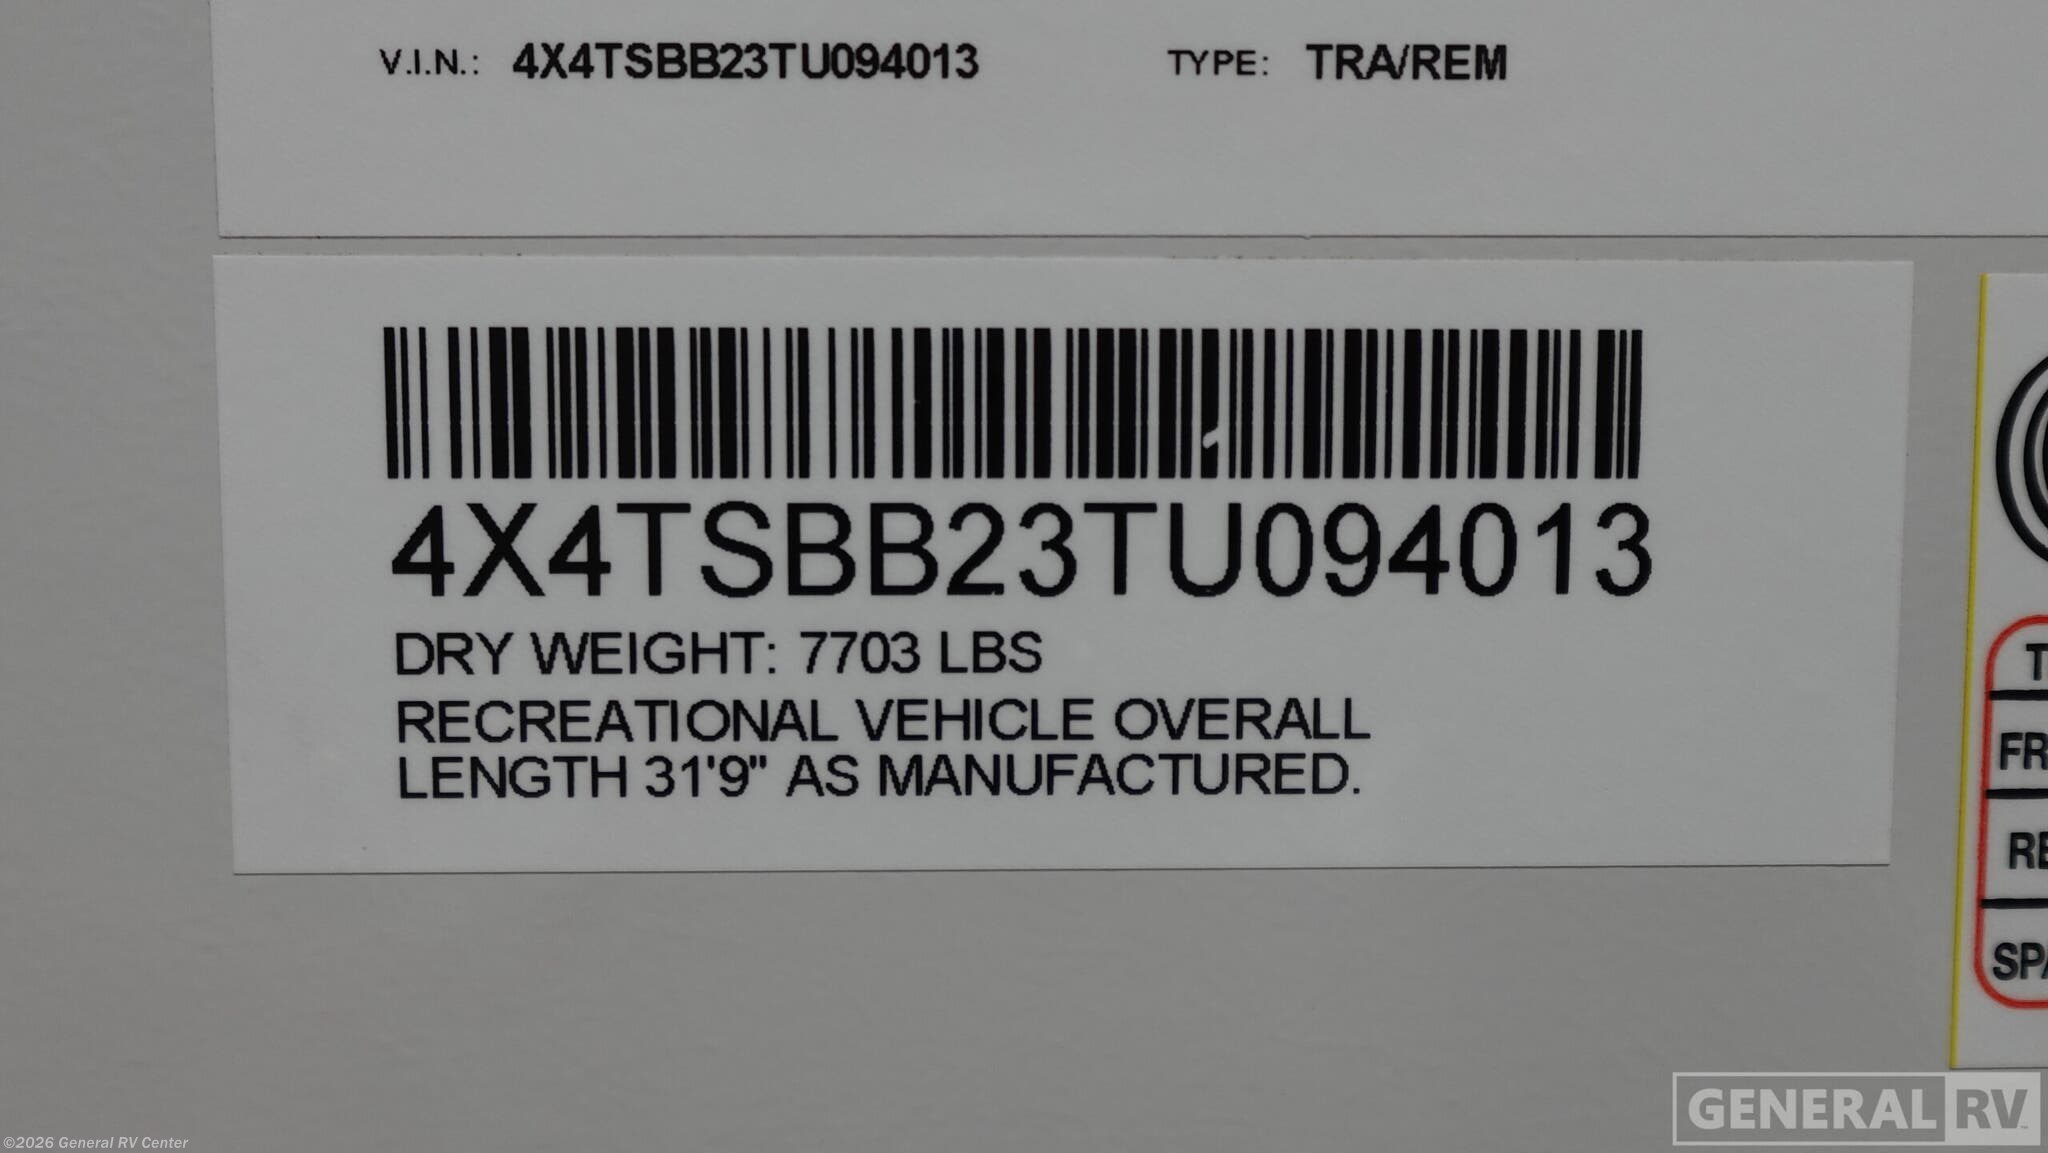 V.I.N.: 4X4TSBB23TU094013 TYPE: TRA/REM
4X4TSBB23TU094013
DRY WEIGHT: 7703 LBS
RECREATIONAL VEHICLE OVERALL
LENGTH 31'9" AS MANUFACTURED.
GENERAL RV
©2026 General RV Center